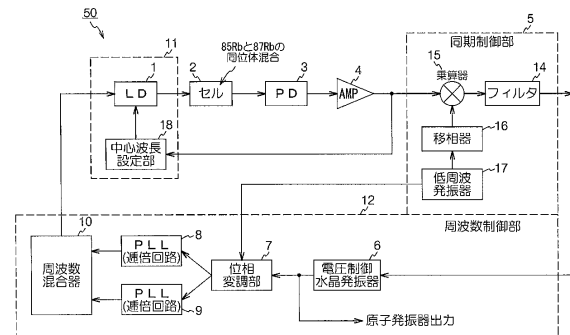 50
11
85Rbと87Rbの
同位体混合
5
同期制御部
1
LD
2
セル
3
PD
4
AMP
15
乗算器
14
フィルタ
18
中心波長
設定部
移相器
16
低周波
発振器
17
12
周波数制御部
10
周波数
混合器
8
PLL
(逓倍回路)
7
位相
変調部
6
電圧制御
水晶発振器
PLL
(逓倍回路)
9
原子発振器出力